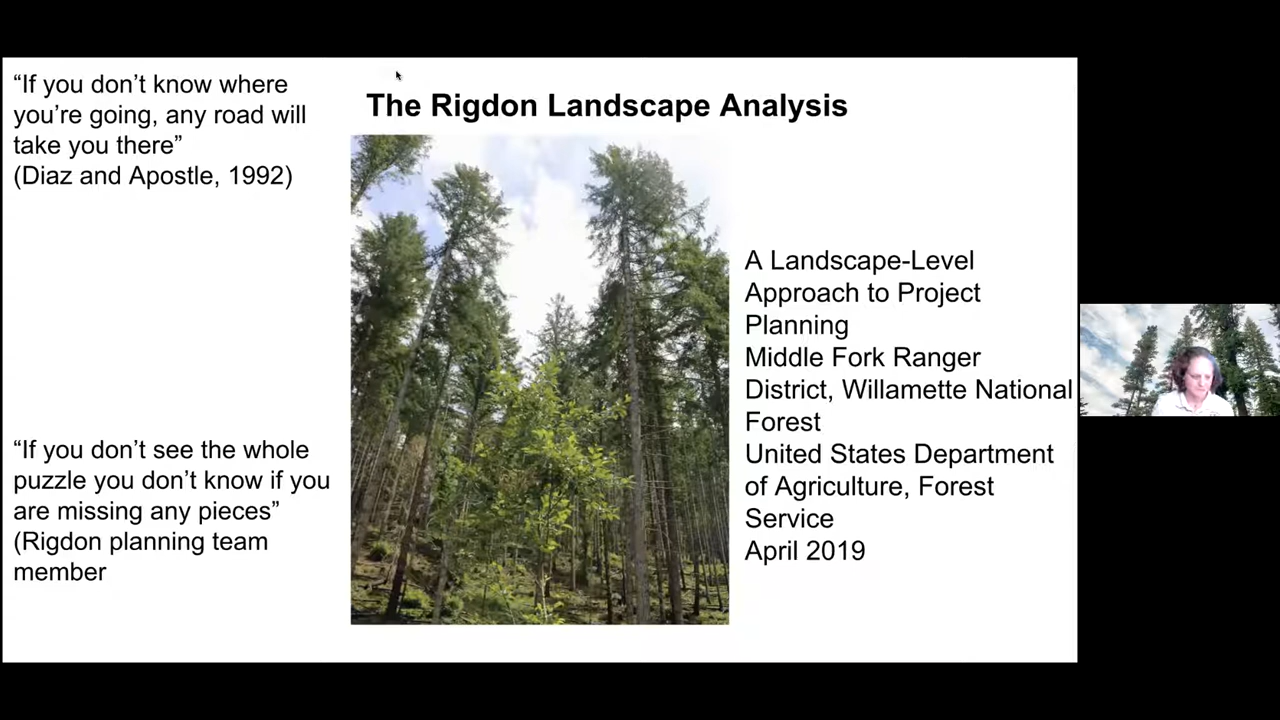 “If you don’t know where
you’re going, any road will
take you there”
(Diaz and Apostle, 1992)
The Rigdon Landscape Analysis
A Landscape-Level
Approach to Project
Planning
Middle Fork Ranger
District, Willamette National
Forest
United States Department
of Agriculture, Forest
Service
April 2019
“If you don’t see the whole
puzzle you don’t know if you
are missing any pieces”
(Rigdon planning team
member